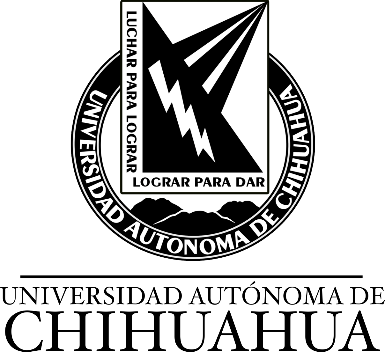 LUCHAR PARA LOGRAR
LOGRAR PARA DAR
UNIVERSIDAD AUTONOMA DE CHIHUAHUA
UNIVERSIDAD AUTÓNOMA DE
CHIHUAHUA